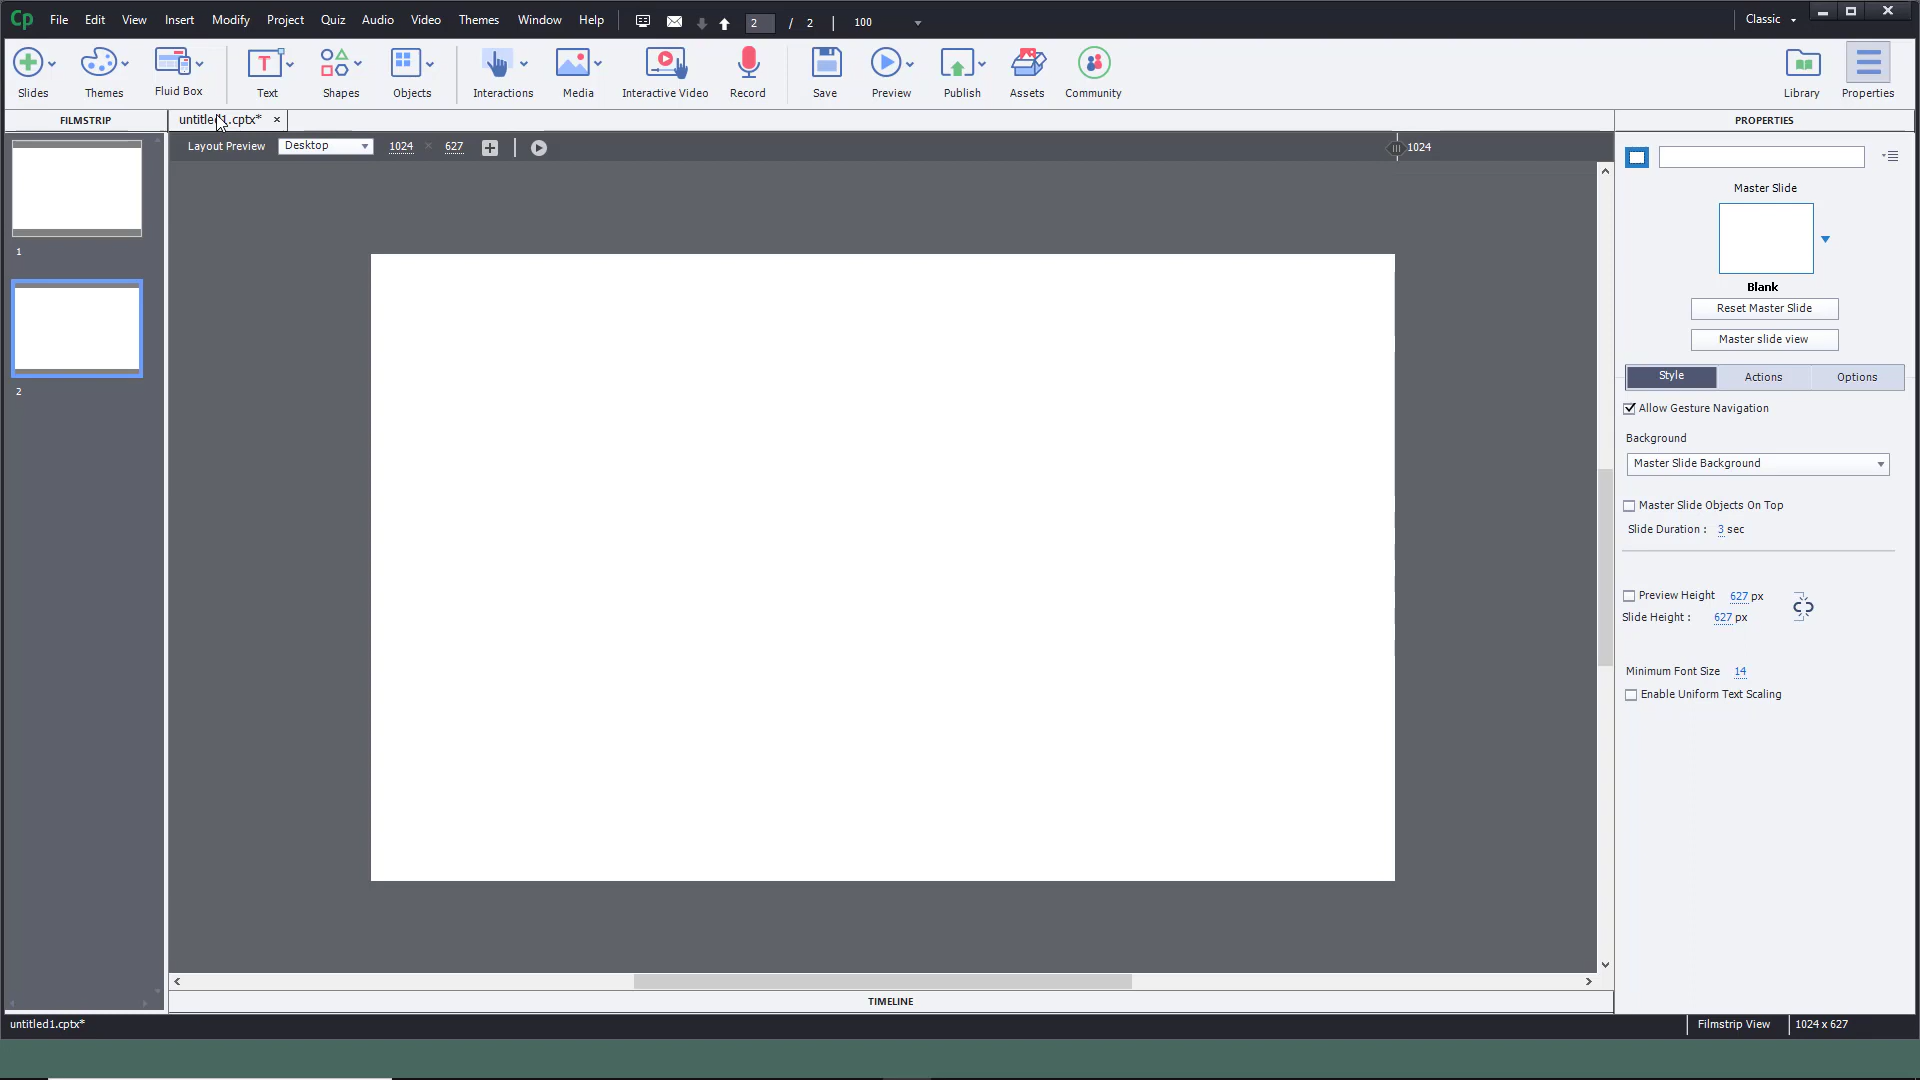 Cp File Edit View Insert Modify Project Quiz Audio Video Themes Window Help 2 / 2 100 Classic
Slides Themes Fluid Box Text Shapes Objects Interactions Media Interactive Video Record Save Preview Publish Assets Community Library Properties
FILMSTRIP untitled1.cptx* × PROPERTIES
Layout Preview Desktop 1024 × 627 1024
Master Slide
1
Blank
Reset Master Slide
Master slide view
Style Actions Options
2
Allow Gesture Navigation
Background
Master Slide Background
Master Slide Objects On Top
Slide Duration : 3 sec
Preview Height 627 px
Slide Height : 627 px
Minimum Font Size 14
Enable Uniform Text Scaling
TIMELINE
untitled1.cptx* Filmstrip View 1024 x 627